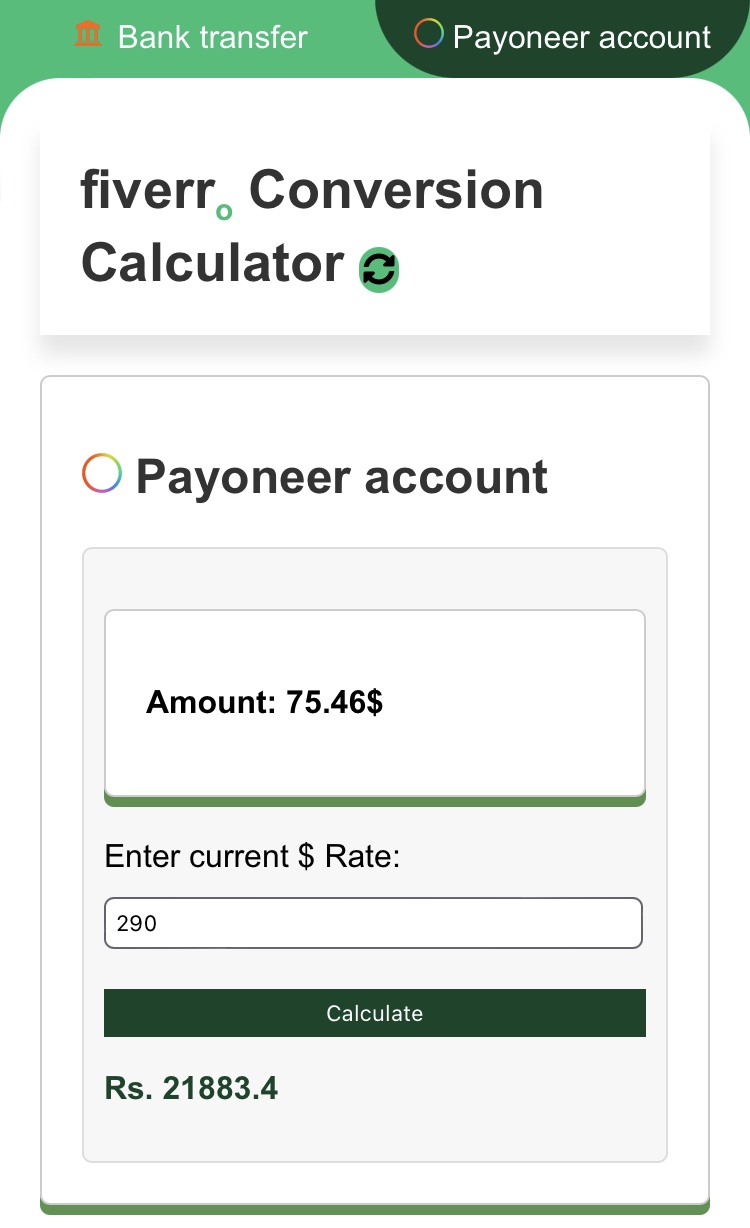 Bank transfer
Payoneer account
fiverr. Conversion
Calculator
Payoneer account
Amount: 75.46$
Enter current $ Rate:
290
Calculate
Rs. 21883.4